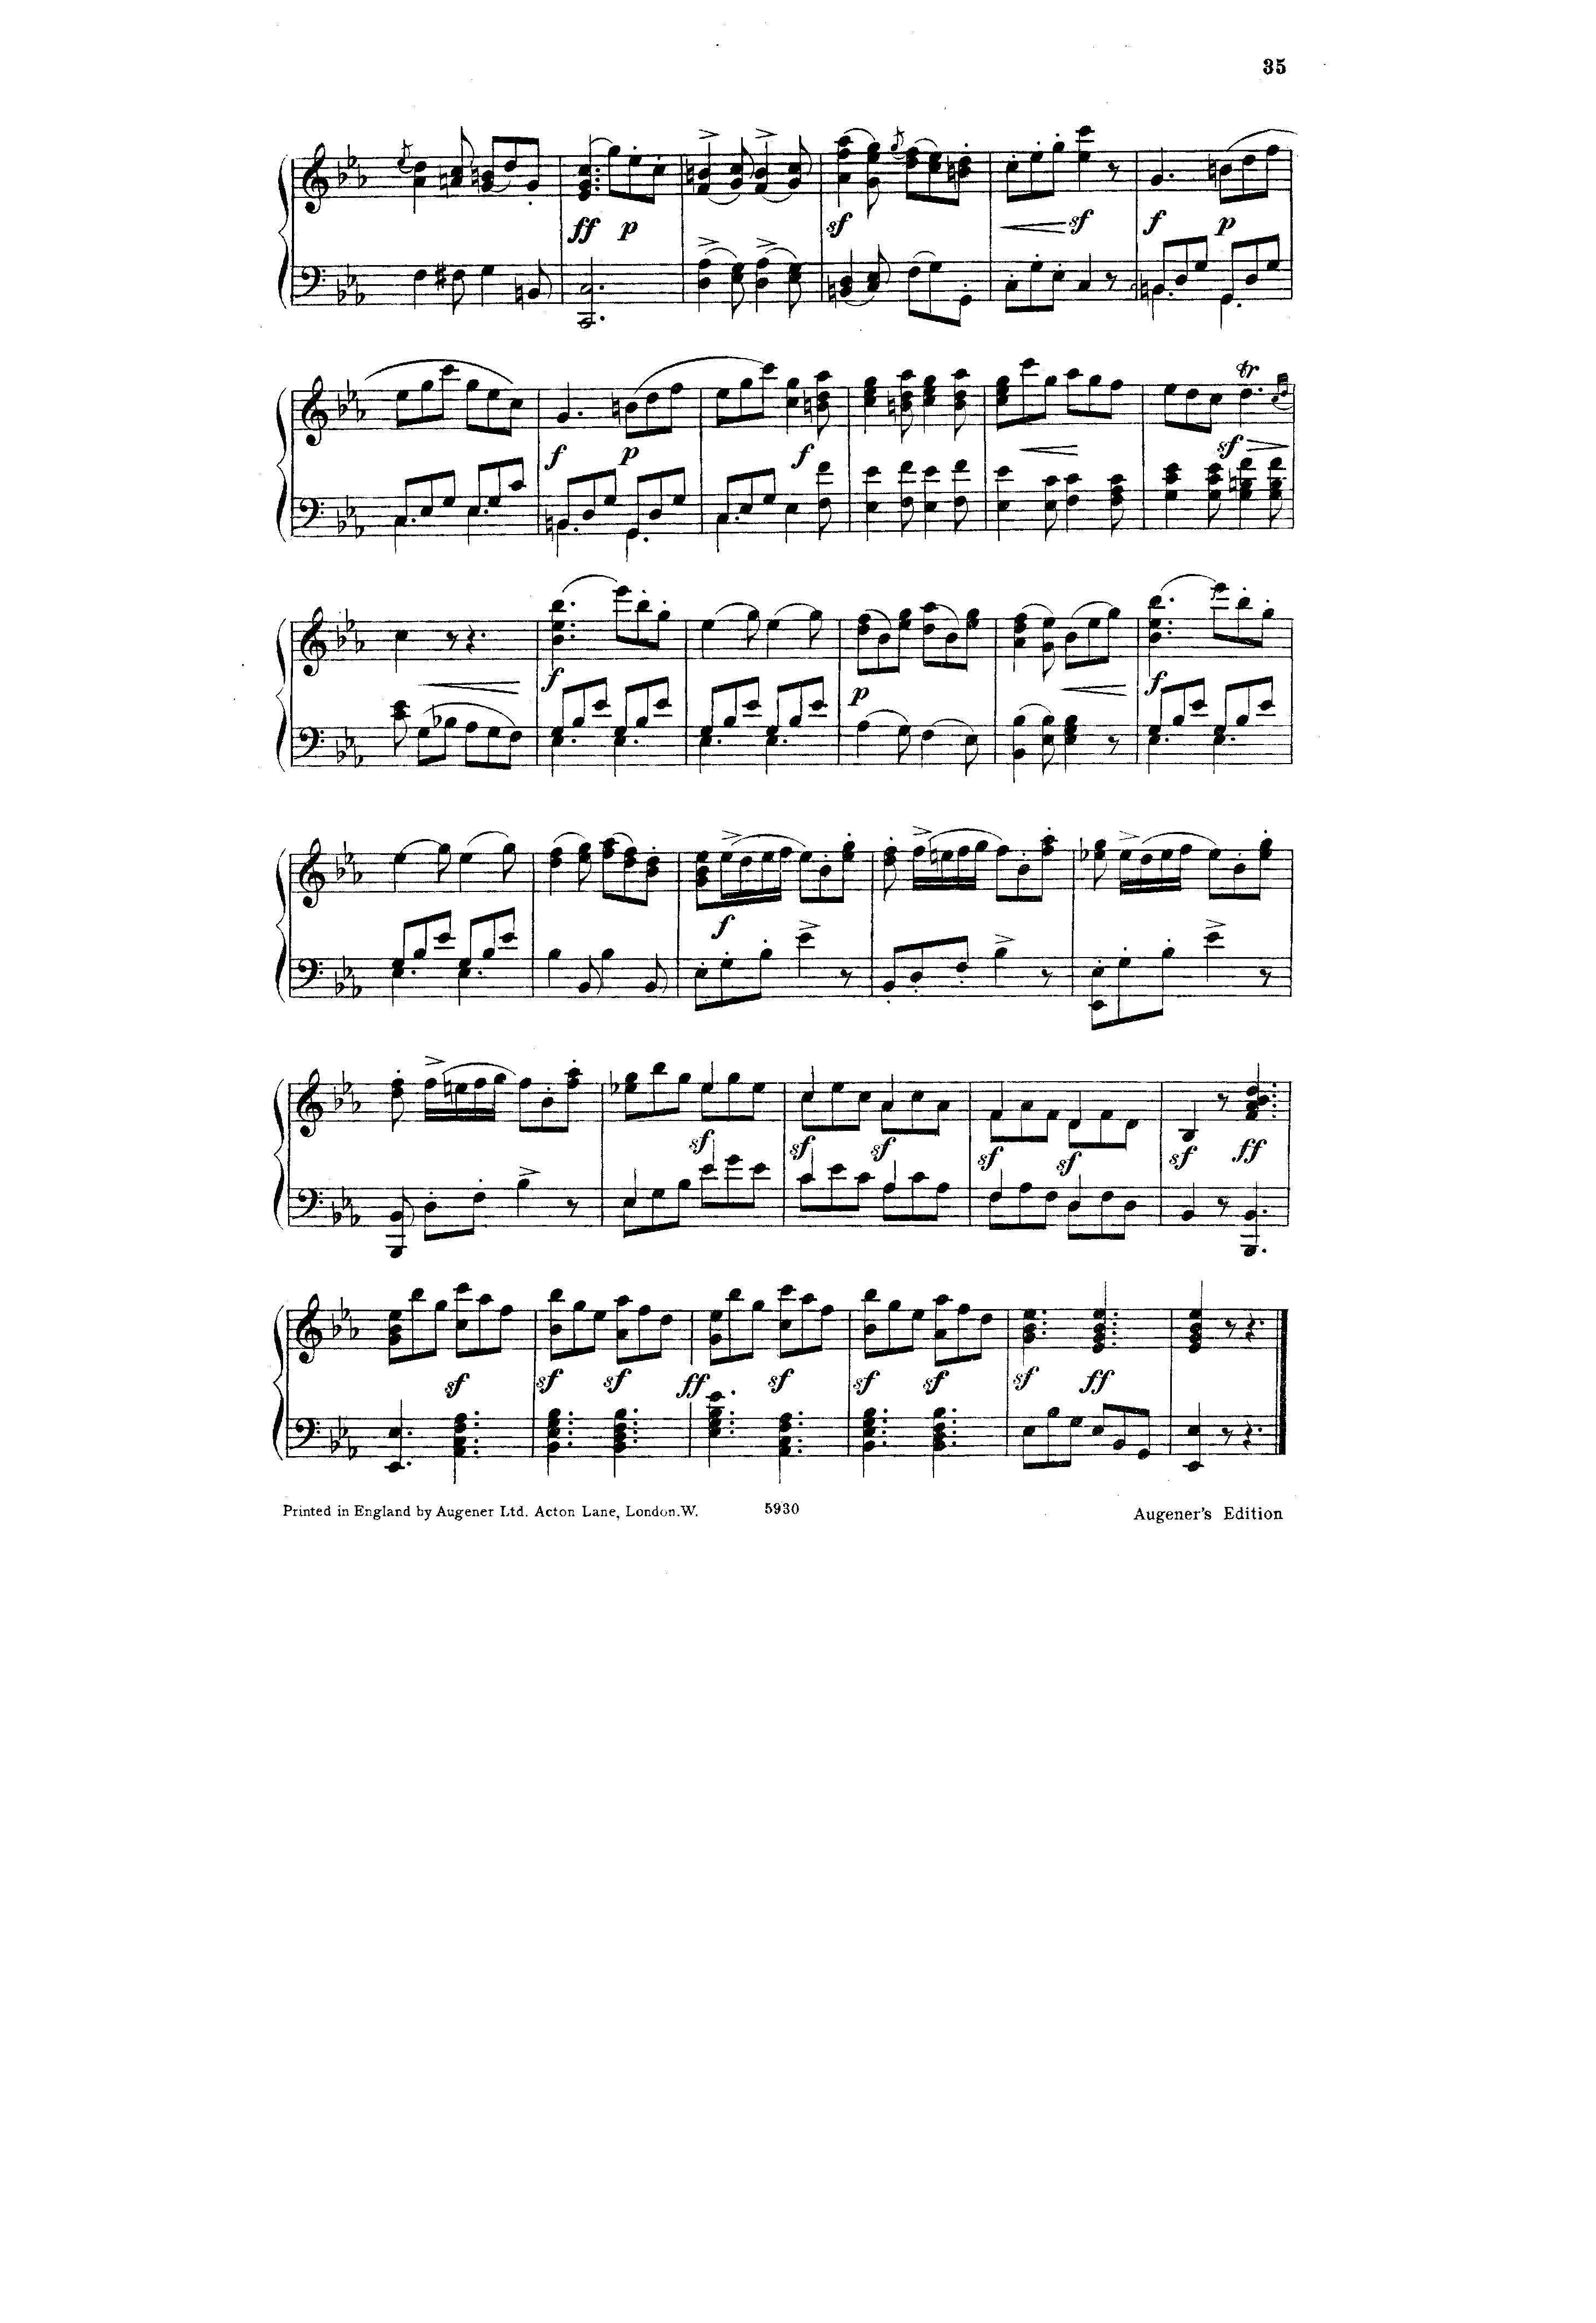 35
ff p sf sf f p
f p f tr sf
f p f
f
sf sf sf sf sf sf ff
sf sf sf ff sf sf sf sf ff
Printed in England by Augener Ltd. Acton Lane, London.W. 5930 Augener's Edition